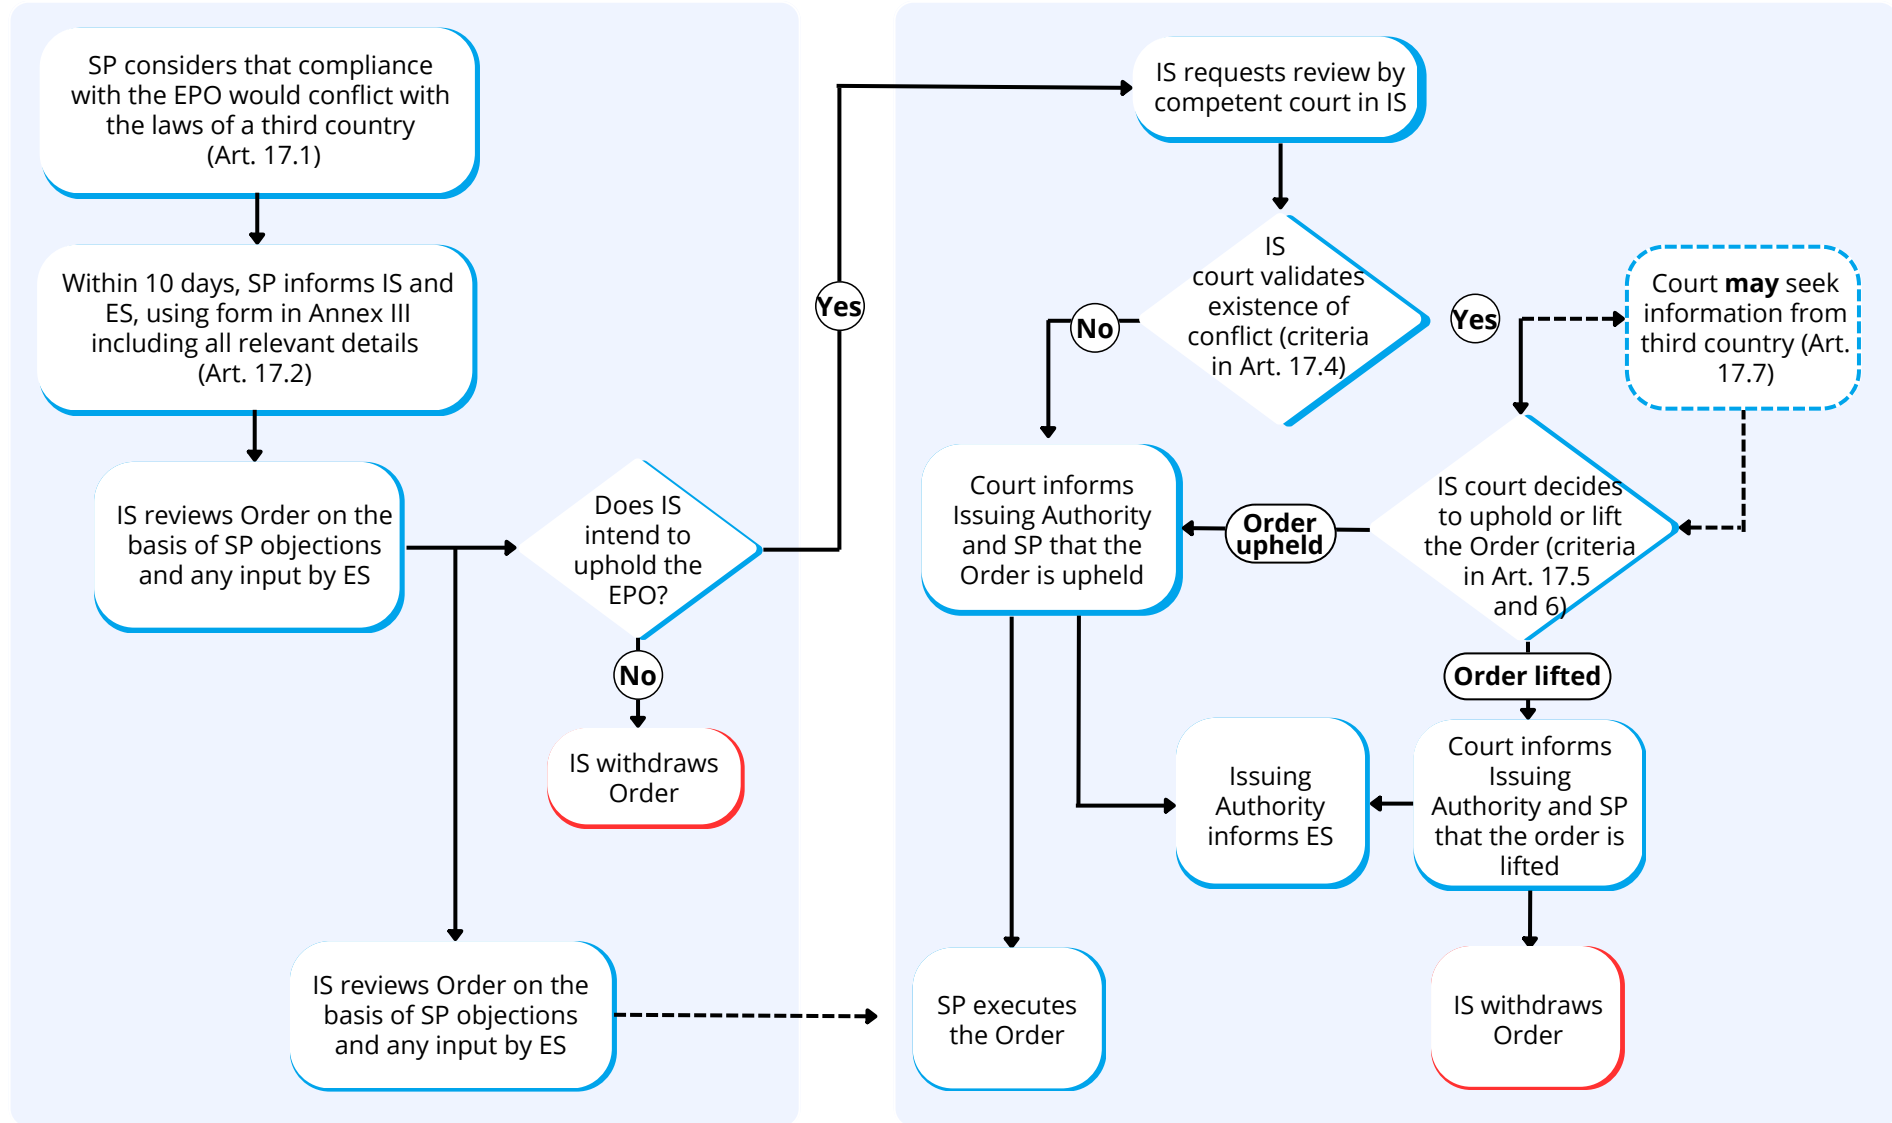 SP considers that compliance
with the EPO would conflict with
the laws of a third country
(Art. 17.1)
Within 10 days, SP informs IS and
ES, using form in Annex III
including all relevant details
(Art. 17.2)
IS reviews Order on the
basis of SP objections
and any input by ES
Does IS
intend to
uphold the
EPO?
No
IS withdraws
Order
IS reviews Order on the
basis of SP objections
and any input by ES
Yes
IS requests review by
competent court in IS
IS
court validates
existence of
conflict (criteria
in Art. 17.4)
No
Yes
Court may seek
information from
third country (Art.
17.7)
IS court decides
to uphold or lift
the Order (criteria
in Art. 17.5
and 6)
Order
upheld
Court informs
Issuing Authority
and SP that the
Order is upheld
Order lifted
Court informs
Issuing
Authority and SP
that the order is
lifted
Issuing
Authority
informs ES
SP executes
the Order
IS withdraws
Order